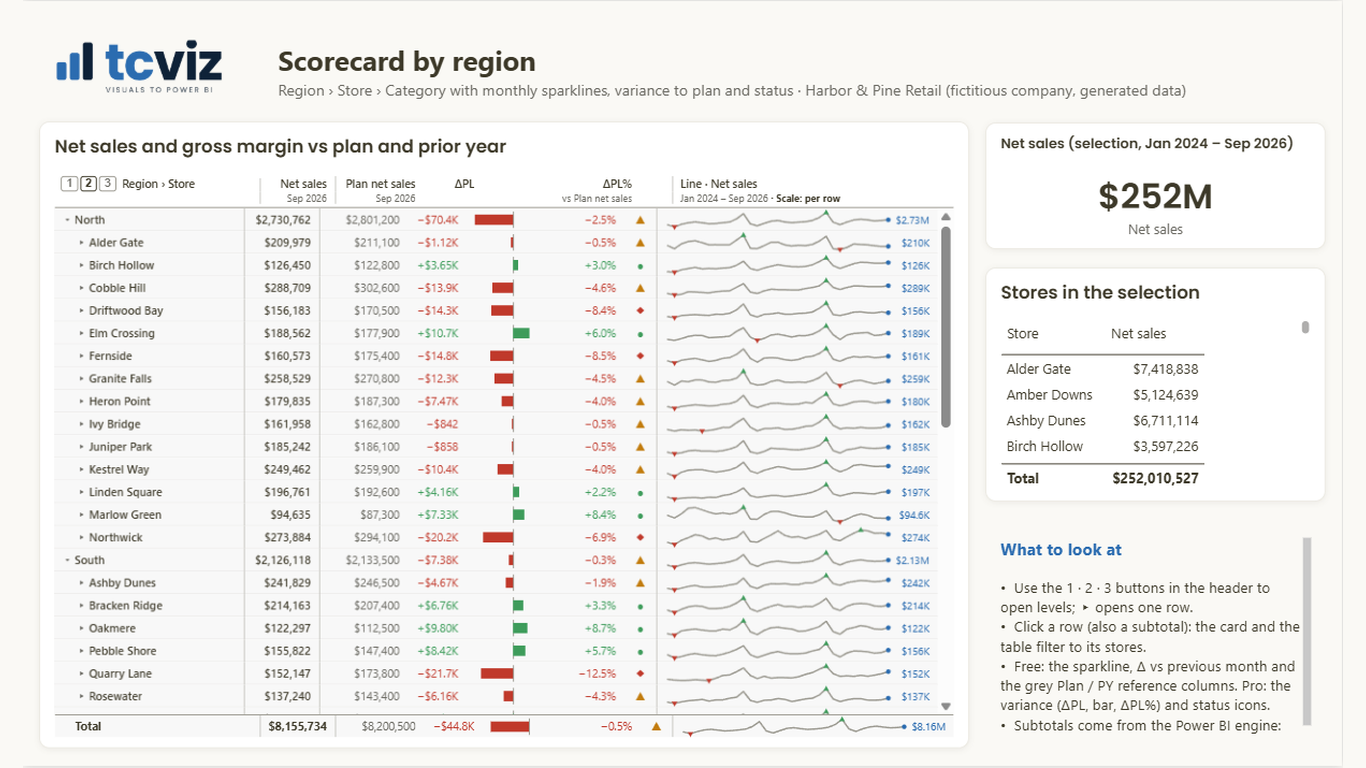 tcviz
VISUALS TO POWER BI
Scorecard by region
Region › Store › Category with monthly sparklines, variance to plan and status · Harbor & Pine Retail (fictitious company, generated data)
Net sales and gross margin vs plan and prior year
1 2 3 Region › Store Net sales Plan net sales ΔPL ΔPL% Line · Net sales
Sep 2026 Sep 2026 vs Plan net sales Jan 2024 – Sep 2026 · Scale: per row
North $2,730,762 $2,801,200 −$70.4K −2.5% $2.73M
Alder Gate $209,979 $211,100 −$1.12K −0.5% $210K
Birch Hollow $126,450 $122,800 +$3.65K +3.0% $126K
Cobble Hill $288,709 $302,600 −$13.9K −4.6% $289K
Driftwood Bay $156,183 $170,500 −$14.3K −8.4% $156K
Elm Crossing $188,562 $177,900 +$10.7K +6.0% $189K
Fernside $160,573 $175,400 −$14.8K −8.5% $161K
Granite Falls $258,529 $270,800 −$12.3K −4.5% $259K
Heron Point $179,835 $187,300 −$7.47K −4.0% $180K
Ivy Bridge $161,958 $162,800 −$842 −0.5% $162K
Juniper Park $185,242 $186,100 −$858 −0.5% $185K
Kestrel Way $249,462 $259,900 −$10.4K −4.0% $249K
Linden Square $196,761 $192,600 +$4.16K +2.2% $197K
Marlow Green $94,635 $87,300 +$7.33K +8.4% $94.6K
Northwick $273,884 $294,100 −$20.2K −6.9% $274K
South $2,126,118 $2,133,500 −$7.38K −0.3% $2.13M
Ashby Dunes $241,829 $246,500 −$4.67K −1.9% $242K
Bracken Ridge $214,163 $207,400 +$6.76K +3.3% $214K
Oakmere $122,297 $112,500 +$9.80K +8.7% $122K
Pebble Shore $155,822 $147,400 +$8.42K +5.7% $156K
Quarry Lane $152,147 $173,800 −$21.7K −12.5% $152K
Rosewater $137,240 $143,400 −$6.16K −4.3% $137K
Total $8,155,734 $8,200,500 −$44.8K −0.5% $8.16M
Net sales (selection, Jan 2024 – Sep 2026)
$252M
Net sales
Stores in the selection
Store Net sales
Alder Gate $7,418,838
Amber Downs $5,124,639
Ashby Dunes $6,711,114
Birch Hollow $3,597,226
Total $252,010,527
What to look at
• Use the 1 · 2 · 3 buttons in the header to
open levels; ▸ opens one row.
• Click a row (also a subtotal): the card and the
table filter to its stores.
• Free: the sparkline, Δ vs previous month and
the grey Plan / PY reference columns. Pro: the
variance (ΔPL, bar, ΔPL%) and status icons.
• Subtotals come from the Power BI engine: